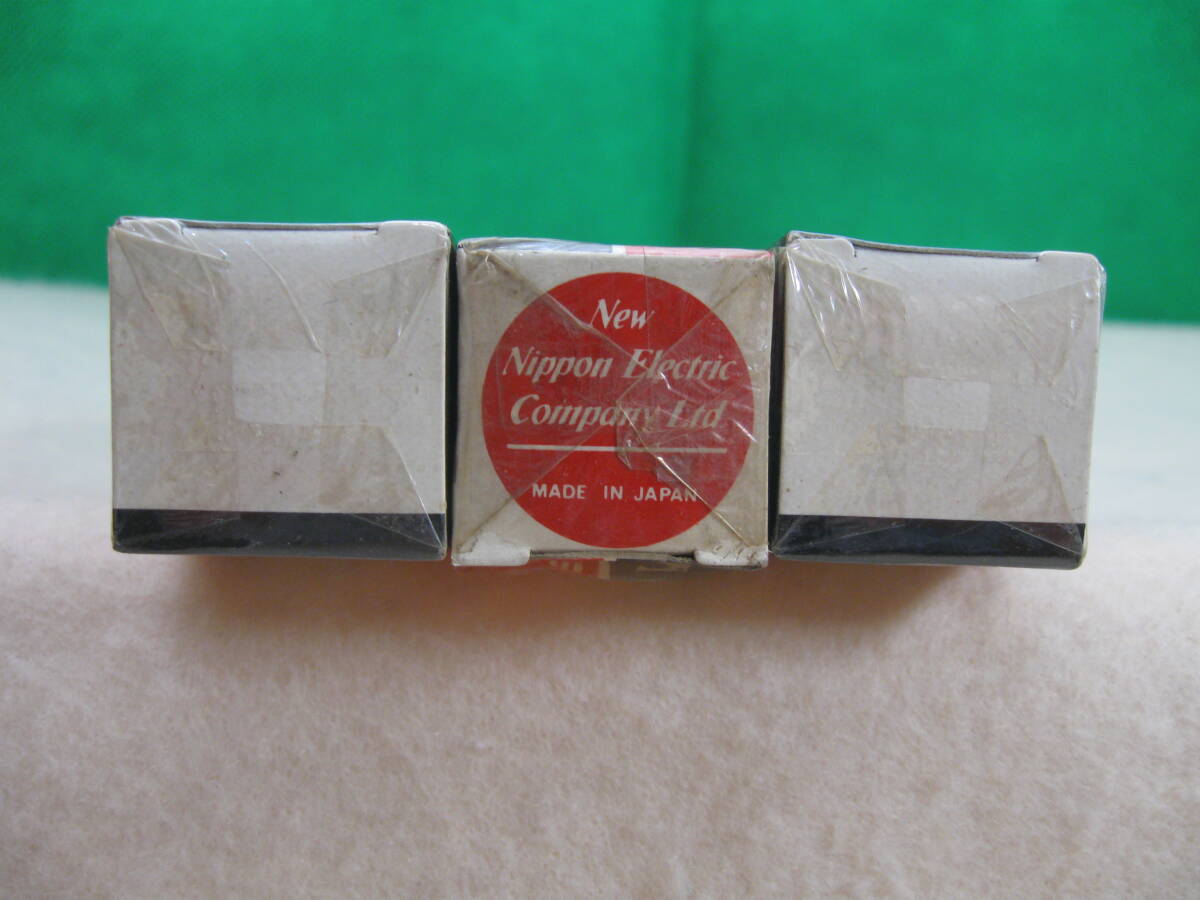 New
Nippon Electric
Company Ltd
MADE IN JAPAN